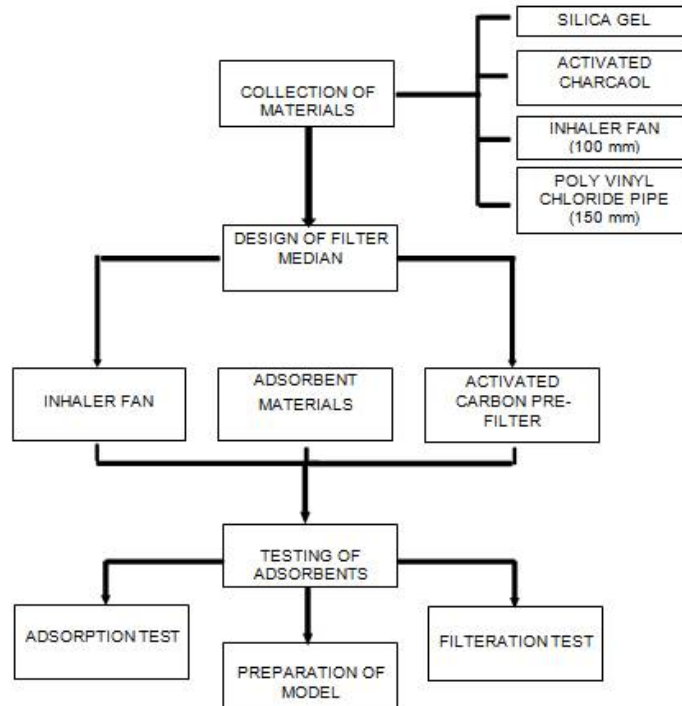 SILICA GEL
COLLECTION OF
MATERIALS
ACTIVATED
CHARCAOL
INHALER FAN
(100 mm)
POLY VINYL
CHLORIDE PIPE
(150 mm)
DESIGN OF FILTER
MEDIAN
INHALER FAN
ADSORBENT
MATERIALS
ACTIVATED
CARBON PRE-
FILTER
TESTING OF
ADSORBENTS
ADSORPTION TEST
PREPARATION OF
MODEL
FILTERATION TEST